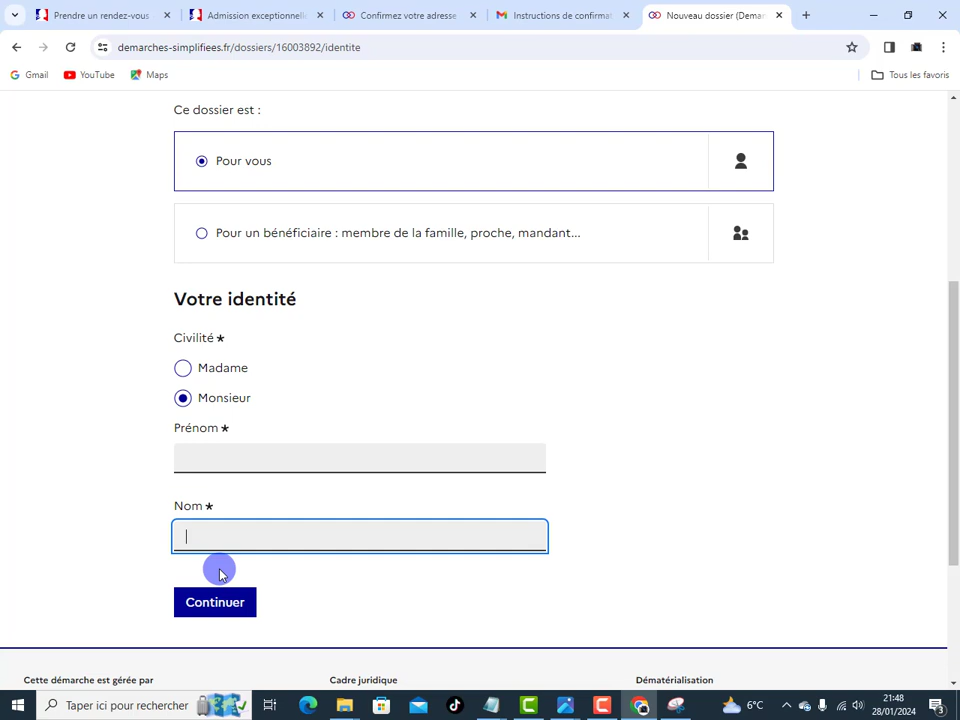 Prendre un rendez-vous
Admission exceptionnell
Confirmez votre adresse
Instructions de confirmat
Nouveau dossier (Demar
demarches-simplifiees.fr/dossiers/16003892/identite
Gmail
YouTube
Maps
Tous les favoris
Ce dossier est :
Pour vous
Pour un bénéficiaire : membre de la famille, proche, mandant...
Votre identité
Civilité *
Madame
Monsieur
Prénom *
Nom *
Continuer
Cette démarche est gérée par
Cadre juridique
Dématérialisation
Taper ici pour rechercher
6°C
21:48
28/01/2024
3